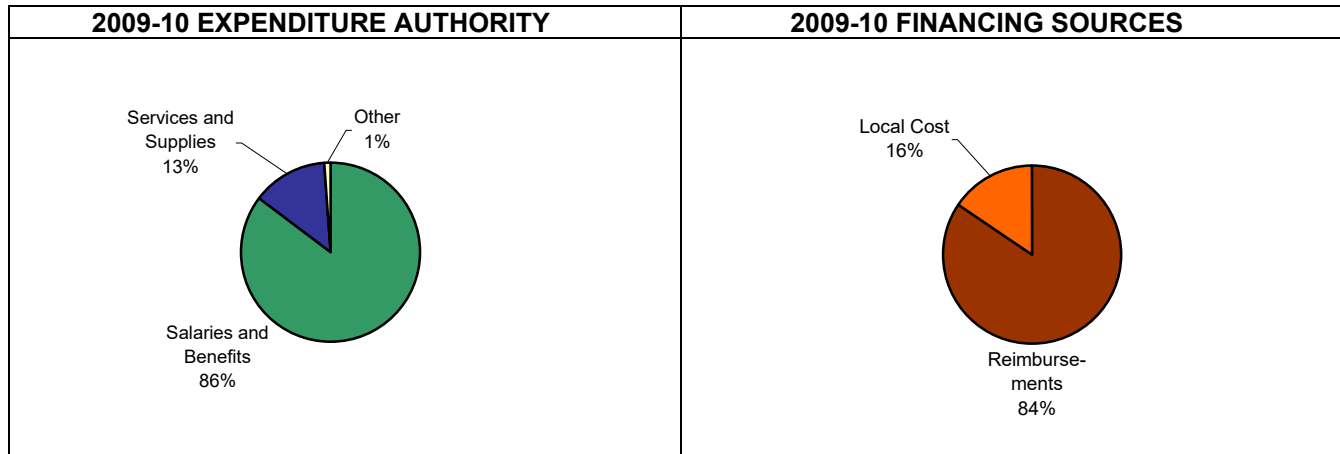 2009-10 EXPENDITURE AUTHORITY
Services and
Supplies
13%
Other
1%
Salaries and
Benefits
86%
2009-10 FINANCING SOURCES
Local Cost
16%
Reimburse-
ments
84%